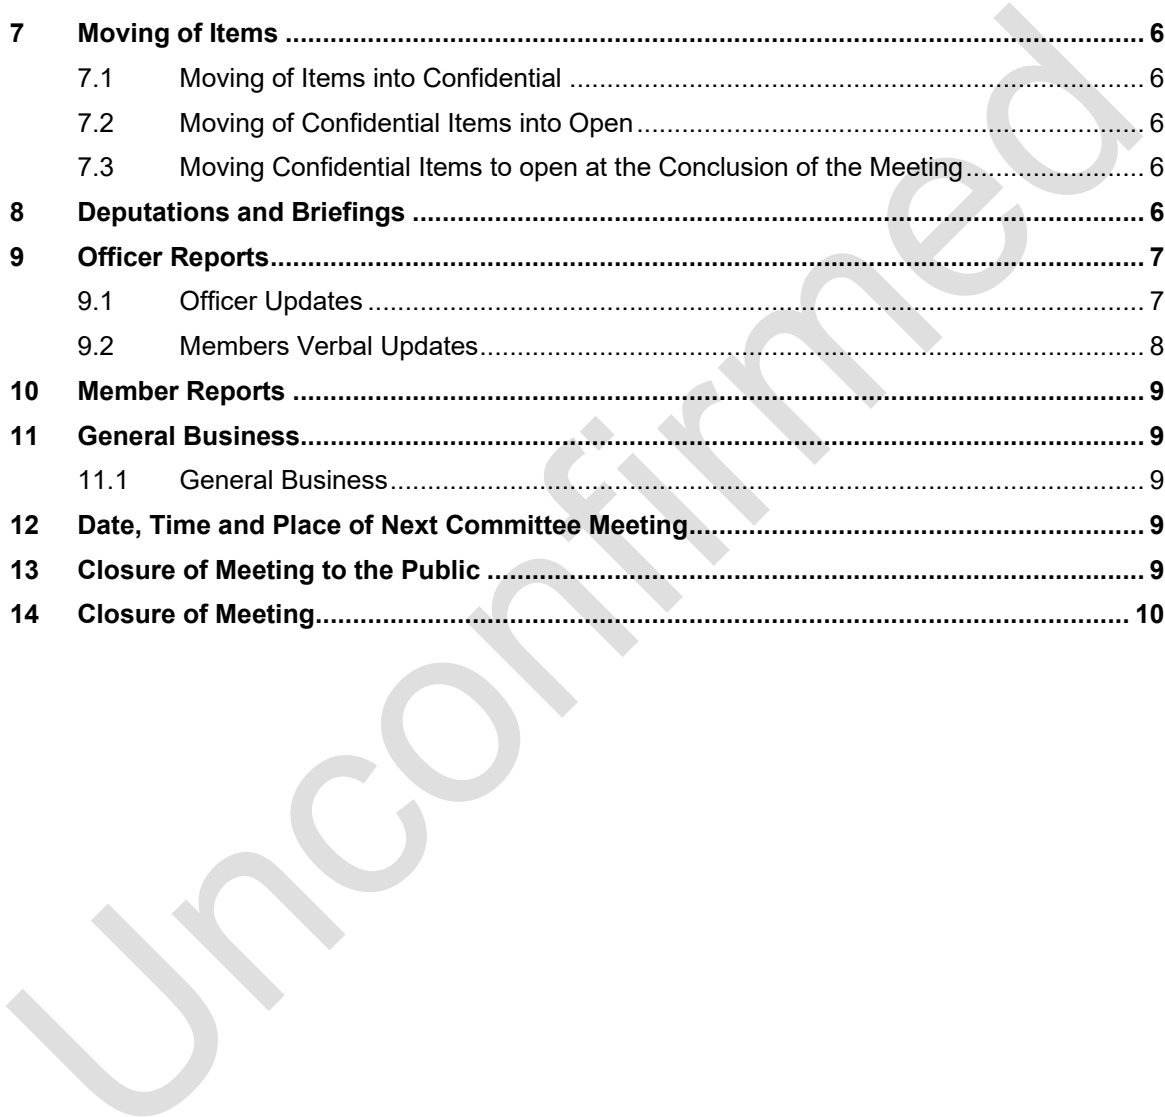 7 Moving of Items ........ 6
7.1 Moving of Items into Confidential ........ 6
7.2 Moving of Confidential Items into Open ........ 6
7.3 Moving Confidential Items to open at the Conclusion of the Meeting ........ 6
8 Deputations and Briefings ........ 6
9 Officer Reports ........ 7
9.1 Officer Updates ........ 7
9.2 Members Verbal Updates ........ 8
10 Member Reports ........ 9
11 General Business ........ 9
11.1 General Business ........ 9
12 Date, Time and Place of Next Committee Meeting ........ 9
13 Closure of Meeting to the Public ........ 9
14 Closure of Meeting ........ 10
Unconfirmed